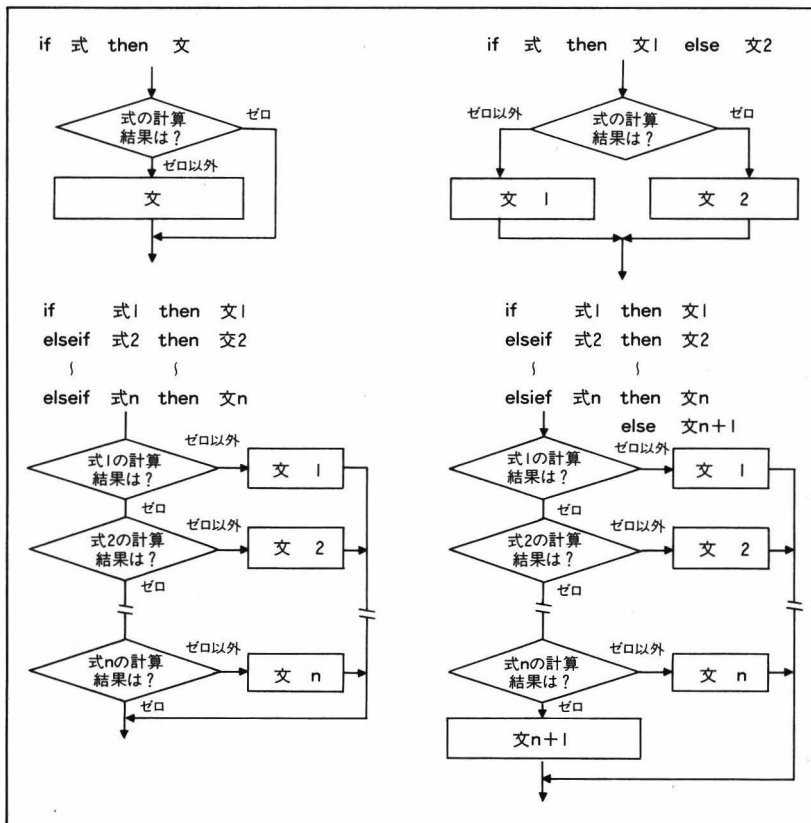 if 式 then 文
式の計算
結果は？
ゼロ
ゼロ以外
文
if 式 then 文1 else 文2
ゼロ以外
式の計算
結果は？
ゼロ
文 1
文 2
if 式1 then 文1
elseif 式2 then 交2
〜 〜
elseif 式n then 文n
式1の計算
結果は？
ゼロ以外
文 1
ゼロ
式2の計算
結果は？
ゼロ以外
文 2
ゼロ
式nの計算
結果は？
ゼロ以外
文 n
ゼロ
if 式1 then 文1
elseif 式2 then 文2
〜 〜
elsief 式n then 文n
else 文n+1
式1の計算
結果は？
ゼロ以外
文 1
ゼロ
式2の計算
結果は？
ゼロ以外
文 2
ゼロ
式nの計算
結果は？
ゼロ以外
文 n
ゼロ
文n+1